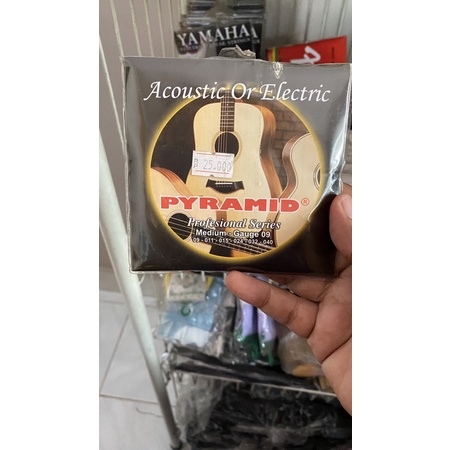 YAMAHA
Acoustic Or Electric
25.000
PYRAMID®
Profesional Series
Medium - Gauge 09
09 - 011 - 015 - 024 - 032 - 040